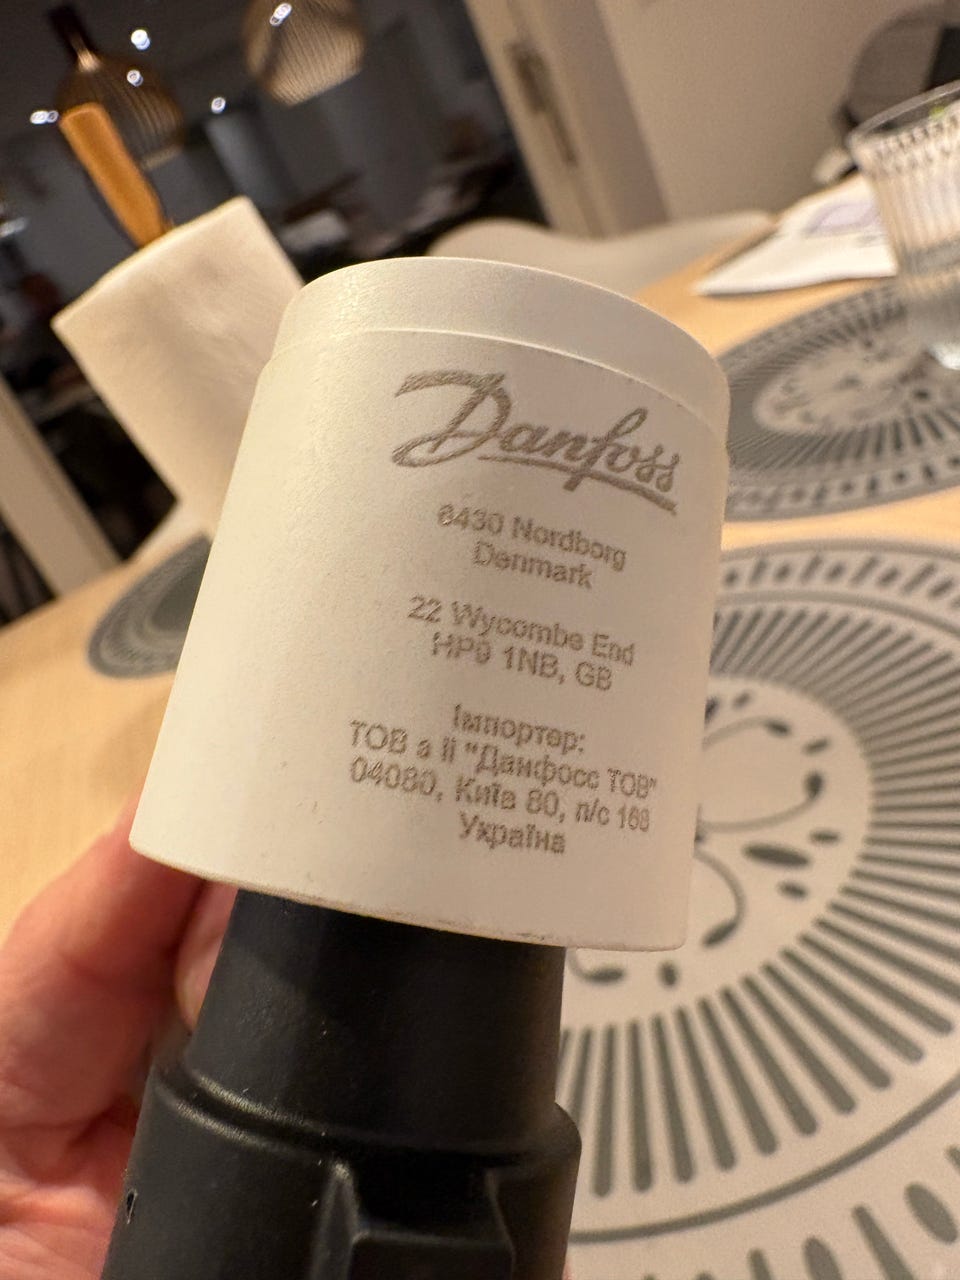 Danfoss
6430 Nordborg
Denmark
22 Wycombe End
HP9 1NB, GB
Імпортер:
ТОВ з іі "Данфосс ТОВ"
04080, Київ 80, п/с 168
Україна